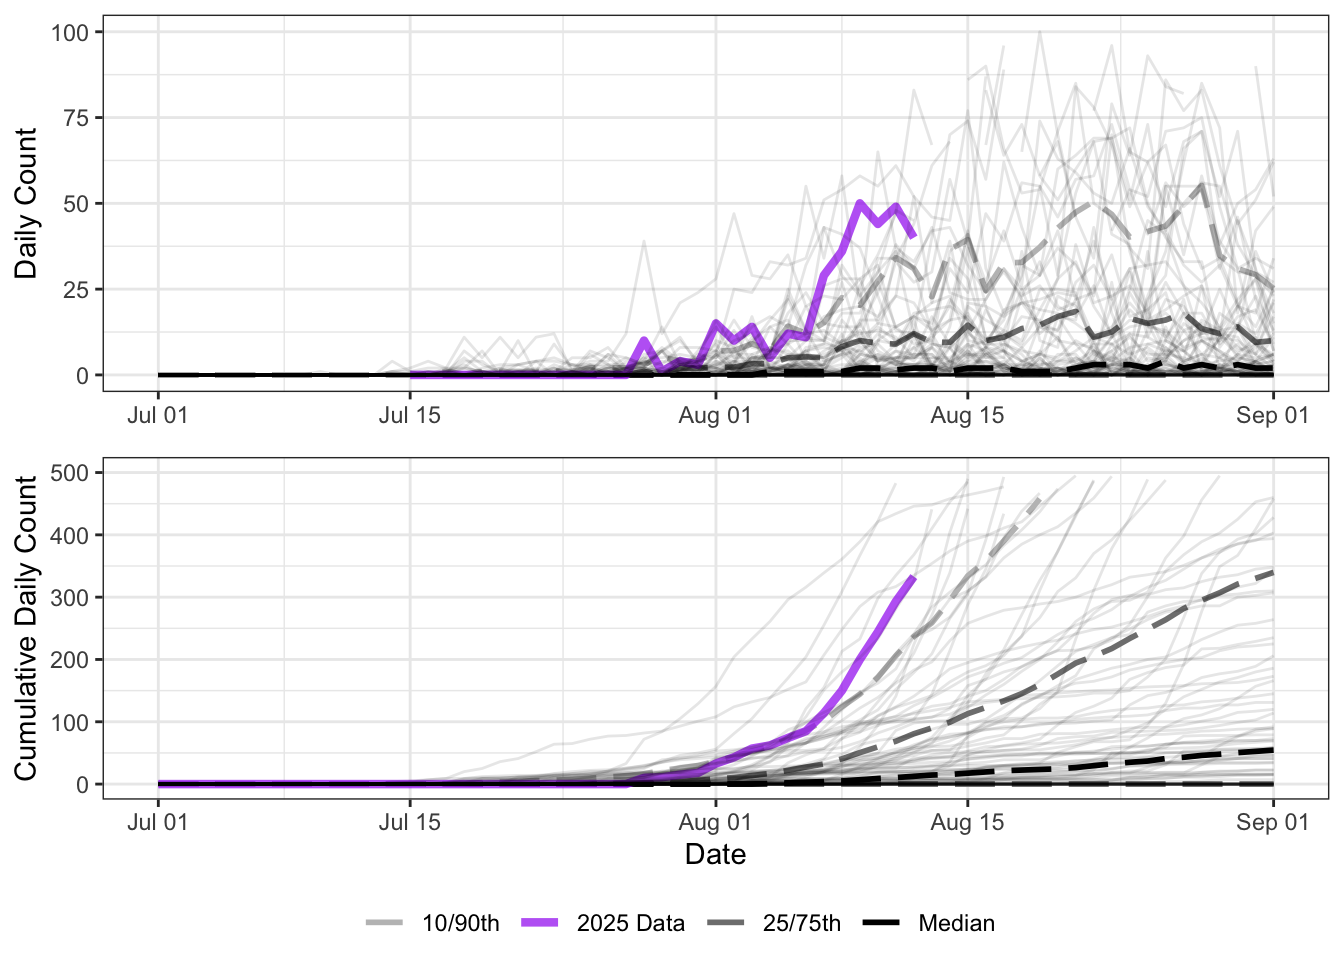 Daily Count
100
75
50
25
0
Jul 01 Jul 15 Aug 01 Aug 15 Sep 01
Cumulative Daily Count
500
400
300
200
100
0
Jul 01 Jul 15 Aug 01 Aug 15 Sep 01
Date
10/90th 2025 Data 25/75th Median